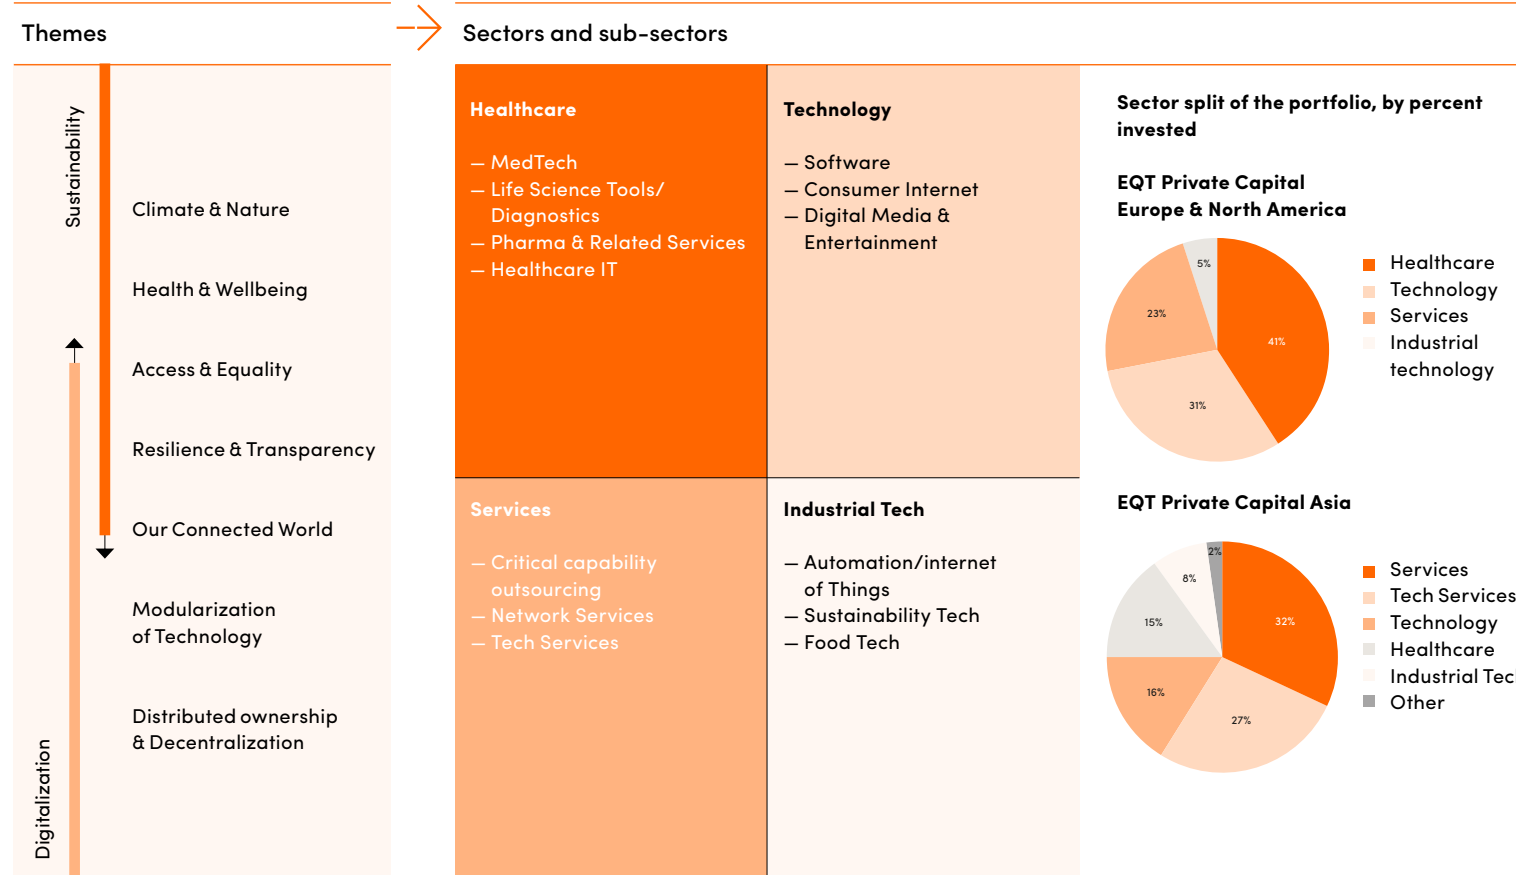 Themes
Sectors and sub-sectors
Sustainability
Digitalization
Climate & Nature
Health & Wellbeing
Access & Equality
Resilience & Transparency
Our Connected World
Modularization
of Technology
Distributed ownership
& Decentralization
Healthcare
— MedTech
— Life Science Tools/
Diagnostics
— Pharma & Related Services
— Healthcare IT
Technology
— Software
— Consumer Internet
— Digital Media &
Entertainment
Services
— Critical capability
outsourcing
— Network Services
— Tech Services
Industrial Tech
— Automation/internet
of Things
— Sustainability Tech
— Food Tech
Sector split of the portfolio, by percent
invested
EQT Private Capital
Europe & North America
5%
23%
41%
31%
Healthcare
Technology
Services
Industrial
technology
EQT Private Capital Asia
2%
8%
15%
32%
16%
27%
Services
Tech Services
Technology
Healthcare
Industrial Tec
Other